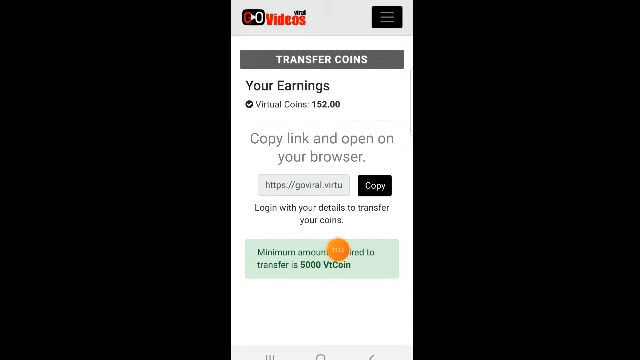 viral
GO Videos
TRANSFER COINS
Your Earnings
Virtual Coins: 152.00
Copy link and open on
your browser.
https://goviral.virtu
Copy
Login with your details to transfer
your coins.
Minimum amount to
transfer is 5000 VtCoin